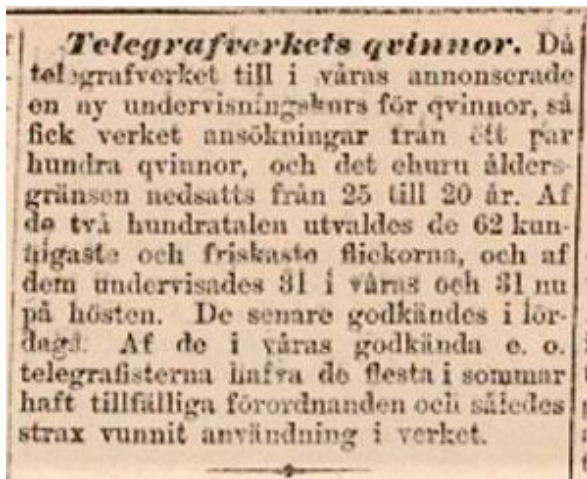 Telegrafverkets qvinnor. Då
telegrafverket till i våras annonserade
en ny undervisningskurs för qvinnor, så
fick verket ansökningar från ett par
hundra qvinnor, och det ehuru ålders-
gränsen nedsatts från 25 till 20 år. Af
de två hundratalen utvaldes de 62 kun-
nigaste och friskaste flickorna, och af
dem undervisades 31 i våras och 31 nu
på hösten. De senare godkändes i lör-
dags. Af de i våras godkända e. o.
telegrafisterna hafva de flesta i sommar
haft tillfälliga förordnanden och således
strax vunnit användning i verket.